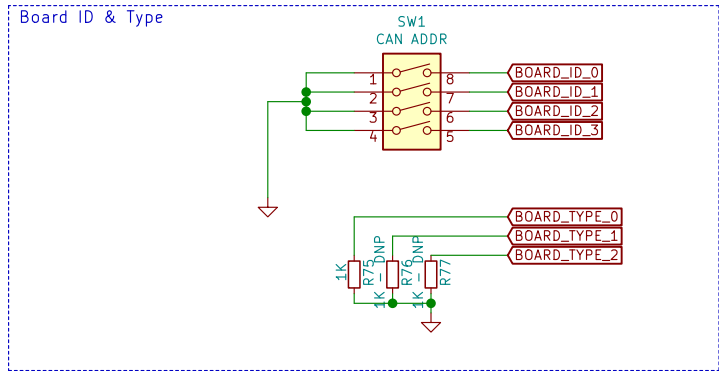 Board ID & Type
SW1
CAN ADDR
1
8
BOARD_ID_0
2
7
BOARD_ID_1
3
6
BOARD_ID_2
4
5
BOARD_ID_3
BOARD_TYPE_0
BOARD_TYPE_1
BOARD_TYPE_2
1K
R75
1K - DNP
R76
1K - DNP
R77